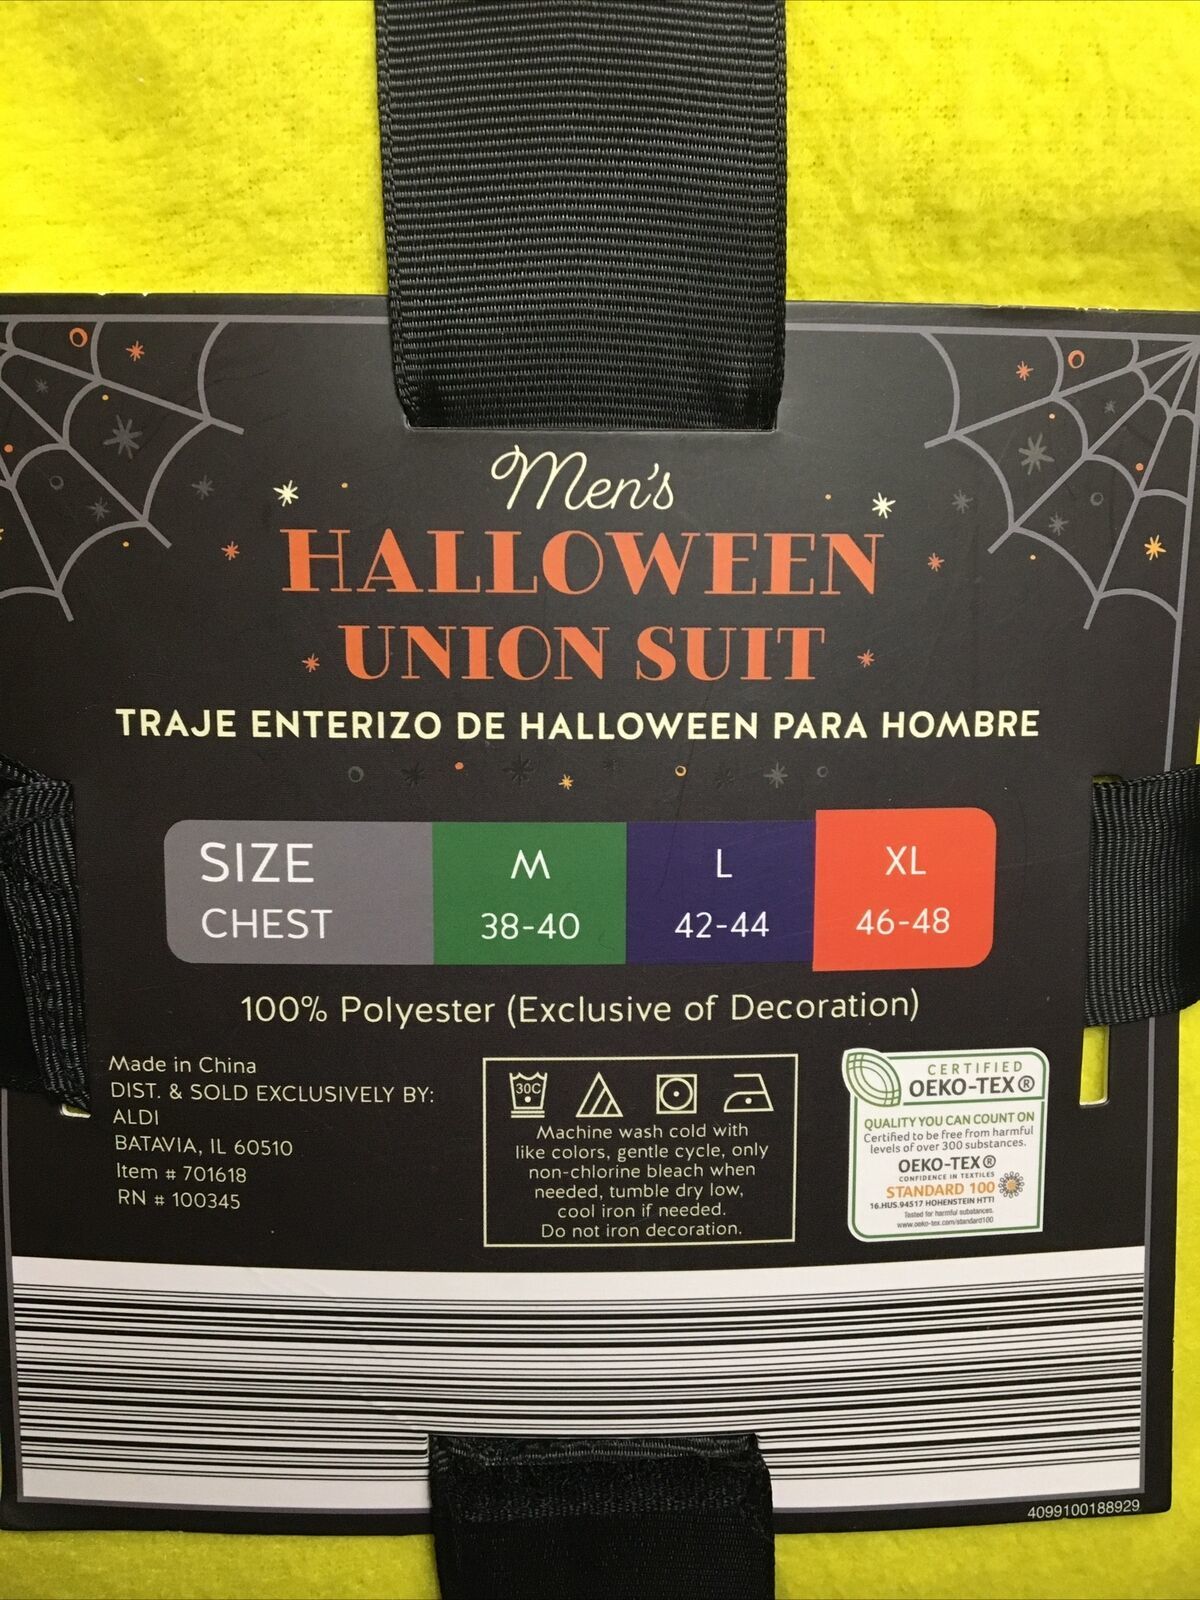 Men's
HALLOWEEN
UNION SUIT
TRAJE ENTERIZO DE HALLOWEEN PARA HOMBRE
SIZE M L XL
CHEST 38-40 42-44 46-48
100% Polyester (Exclusive of Decoration)
Made in China
DIST. & SOLD EXCLUSIVELY BY:
ALDI
BATAVIA, IL 60510
Item # 701618
RN # 100345
30C
Machine wash cold with
like colors, gentle cycle, only
non-chlorine bleach when
needed, tumble dry low,
cool iron if needed.
Do not iron decoration.
CERTIFIED
OEKO-TEX®
QUALITY YOU CAN COUNT ON
Certified to be free from harmful
levels of over 300 substances.
OEKO-TEX®
CONFIDENCE IN TEXTILES
STANDARD 100
16.HUS.94517 HOHENSTEIN HTTI
Tested for harmful substances.
www.oeko-tex.com/standard100
4099100188929